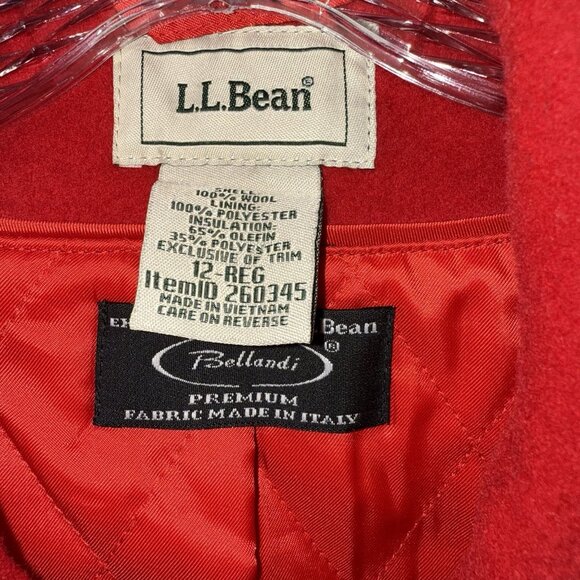 L.L.Bean®
SHELL:
100% WOOL
LINING:
100% POLYESTER
INSULATION:
65% OLEFIN
35% POLYESTER
EXCLUSIVE OF TRIM
12-REG
ItemID 260345
MADE IN VIETNAM
CARE ON REVERSE
Bean
Bellandi ®
PREMIUM
FABRIC MADE IN ITALY